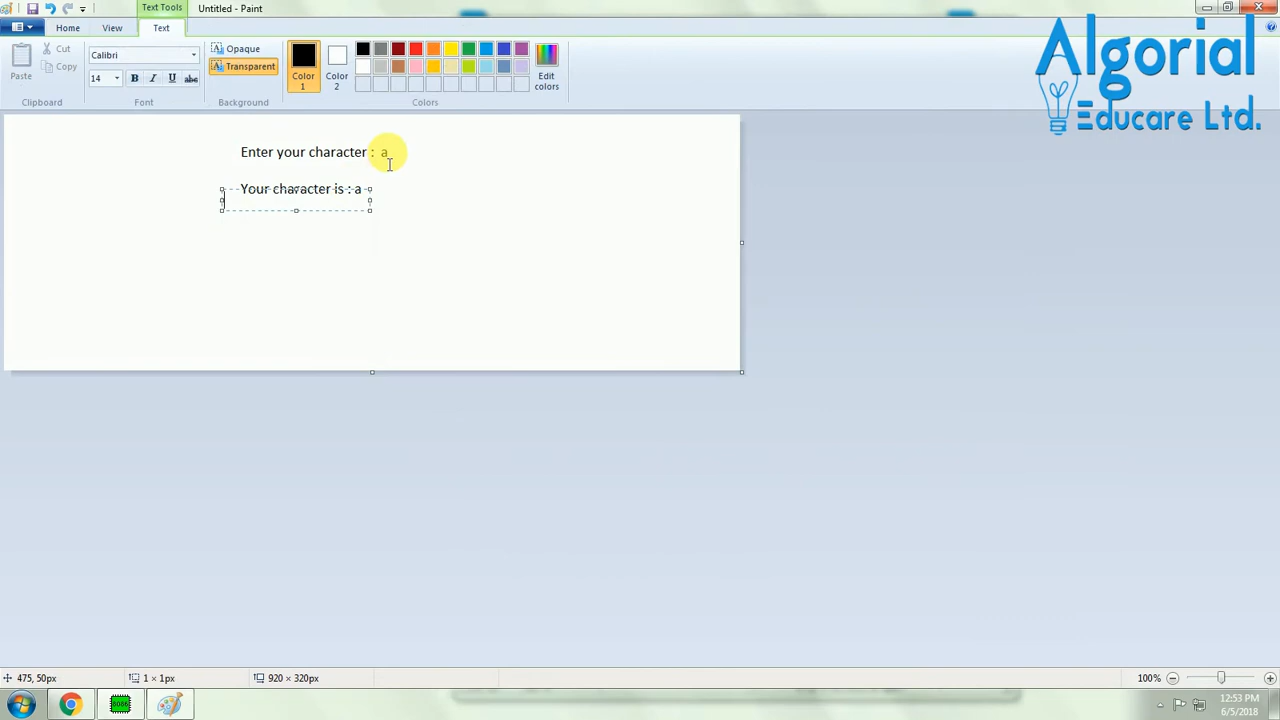 Text Tools
Untitled - Paint
Home
View
Text
Paste
Cut
Copy
Clipboard
Calibri
14
B
I
U
abc
Font
Opaque
Transparent
Background
Color 1
Color 2
Edit colors
Colors
Algorial
Educare Ltd.
Enter your character : a
Your character is : a
475, 50px
1 × 1px
920 × 320px
100%
8086
12:53 PM
6/5/2018